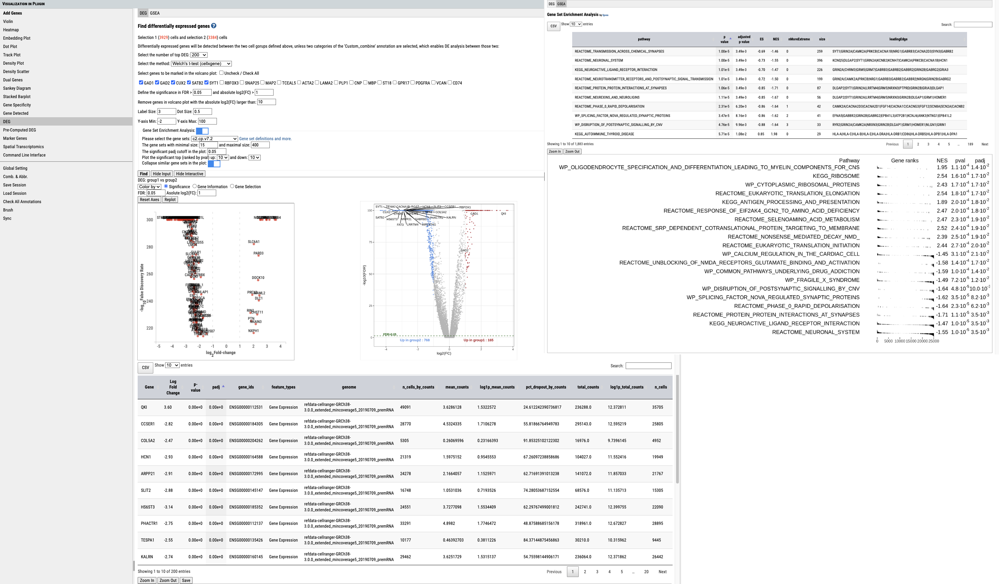 VISUALIZATION IN PLUGIN
Add Genes
Violin
Heatmap
Embedding Plot
Dot Plot
Track Plot
Density Plot
Density Scatter
Dual Genes
Sankey Diagram
Stacked Barplot
Gene Specificity
Gene Detected
DEG
Pre-Computed DEG
Marker Genes
Spatial Transcriptomics
Command Line Interface
Global Setting
Comb. & Abbr.
Save Session
Load Session
Check All Annotations
Brush
Sync
DEG GSEA
Find differentially expressed genes ?
Selection 1 (3929) cells and selection 2 (3384) cells
Differentially expressed genes will be detected between the two cell gorups defined above, unless two categories of the 'Custom_combine' annotation are selected, which enables DE analysis between those two:
Select the number of top DEG: 200
Select the method: Welch's t-test (cellxgene)
Select genes to be marked in the volcano plot: Uncheck / Check All
GAD1 GAD2 CUX2 SATB2 SYT1 RBFOX3 SNAP25 MAP2 TCEAL5 ACTA2 LAMA2 PLP1 CNP MBP ST18 GPR17 PDGFRA VCAN CD74
Define the significance in FDR > 0.05 and absolute log2(FC) > 1
Remove genes in volcano plot with the absolute log2(FC) larger than: 10
Label Size: 3 Dot Size: 0.5
Y-axis Min: -2 Y-axis Max: 100
Gene Set Enrichment Analysis:
Please select the gene sets: c2.cp.v7.2 Gene set definitions and more.
The gene sets with minimal size: 15 and maximal size: 400
The significant padj cutoff in the plot: 0.05
Plot the significant top (ranked by pval) up: 10 and down: 10
Collapse similar gene sets in the plot:
Find Hide Input Hide Interactive
DEG: group1 vs group2
Color by Significance Gene Information Gene Selection
FDR: 0.05 Asolute log2(FC): 1
Reset Axes Replot
-log10False Discovery Rate
300
280
260
240
220
SLC6A1
PARD3
DOCK10
MAML2
DLC1
RIN2
CHST11
PTN
NKAIN3
NXPH1
LINC02055
-5 -4 -3 -2 -1 0 1 2 3 4
log2Fold-change
SYT1 TENM2 CACNA1B RGS7 HCN1 SLIT2 CCSER1 RBFOX1
CUX2 EFNA5 TESPA1 COL5A2 GAD1 QKI
SATB2 HS6ST3 ARPP21 GABRB3 PHACTR1 KALRN
FAT3 LRRTM4
GAD2
-log10(FDR)
100
75
50
25
0
FDR=0.05
Up in group2 : 768 Up in group1 : 165
-4 -2 0 2 4
log2(FC)
CSV Show 10 entries Search:
Gene Log Fold Change p-value padj gene_ids feature_types genome n_cells_by_counts mean_counts log1p_mean_counts pct_dropout_by_counts total_counts log1p_total_counts n_cells
QKI 3.60 0.00e+0 0.00e+0 ENSG00000112531 Gene Expression refdata-cellranger-GRCh38-3.0.0_extended_mincoverage5_20190709_premRNA 49091 3.6286128 1.5322572 24.612242390736817 236288.0 12.372811 35705
CCSER1 -2.82 0.00e+0 0.00e+0 ENSG00000184305 Gene Expression refdata-cellranger-GRCh38-3.0.0_extended_mincoverage5_20190709_premRNA 28770 4.5324335 1.7106278 55.81866764949783 295143.0 12.595219 25805
COL5A2 -2.47 0.00e+0 0.00e+0 ENSG00000204262 Gene Expression refdata-cellranger-GRCh38-3.0.0_extended_mincoverage5_20190709_premRNA 5305 0.26069596 0.23166393 91.85325102122302 16976.0 9.7396145 4952
HCN1 -2.93 0.00e+0 0.00e+0 ENSG00000164588 Gene Expression refdata-cellranger-GRCh38-3.0.0_extended_mincoverage5_20190709_premRNA 21319 1.5975152 0.9545553 67.26097238858686 104027.0 11.552416 19949
ARPP21 -2.91 0.00e+0 0.00e+0 ENSG00000172995 Gene Expression refdata-cellranger-GRCh38-3.0.0_extended_mincoverage5_20190709_premRNA 24278 2.1664057 1.1525971 62.71691391013238 141072.0 11.857033 21767
SLIT2 -2.88 0.00e+0 0.00e+0 ENSG00000145147 Gene Expression refdata-cellranger-GRCh38-3.0.0_extended_mincoverage5_20190709_premRNA 16748 1.0531036 0.7193526 74.28053687152554 68576.0 11.135713 15305
HS6ST3 -3.14 0.00e+0 0.00e+0 ENSG00000185352 Gene Expression refdata-cellranger-GRCh38-3.0.0_extended_mincoverage5_20190709_premRNA 24551 3.7277098 1.5534409 62.29767499001812 242741.0 12.399755 22090
PHACTR1 -2.75 0.00e+0 0.00e+0 ENSG00000112137 Gene Expression refdata-cellranger-GRCh38-3.0.0_extended_mincoverage5_20190709_premRNA 33291 4.8982 1.7746472 48.87588685156178 318961.0 12.672827 28895
TESPA1 -2.55 0.00e+0 0.00e+0 ENSG00000135426 Gene Expression refdata-cellranger-GRCh38-3.0.0_extended_mincoverage5_20190709_premRNA 10177 0.46392703 0.3811226 84.37144875456863 30210.0 10.315962 9445
KALRN -2.74 0.00e+0 0.00e+0 ENSG00000160145 Gene Expression refdata-cellranger-GRCh38-3.0.0_extended_mincoverage5_20190709_premRNA 29462 3.6251729 1.5315137 54.75598144906171 236064.0 12.371862 26442
Showing 1 to 10 of 200 entries Previous 1 2 3 4 5 … 20 Next
Zoom In Zoom Out Save
DEG GSEA
Gene Set Enrichment Analysis by fgsea
CSV Show 10 entries Search:
pathway p value adjusted p value ES NES nMoreExtreme size leadingEdge
REACTOME_TRANSMISSION_ACROSS_CHEMICAL_SYNAPSES 1.00e-5 3.49e-3 -0.69 -1.46 0 259 SYT1|GRIN2A|CAMK2A|PRKCB|CACNA1B|NRG1|GABRB3|CACNA2D3|SYN3|GABRB2
REACTOME_NEURONAL_SYSTEM 1.00e-5 3.49e-3 -0.73 -1.55 0 396 KCNQ5|DLGAP2|SYT1|GRIN2A|KCNB2|KCNH7|CAMK2A|PRKCB|CACNA1B|HCN1
KEGG_NEUROACTIVE_LIGAND_RECEPTOR_INTERACTION 1.01e-5 3.49e-3 -0.70 -1.47 0 226 GRIN2A|CHRM3|GRM5|GRM7|GABRB3|GABRB2|GABBR2|GRIN2B|GABRG2|GRIA3
REACTOME_NEUROTRANSMITTER_RECEPTORS_AND_POSTSYNAPTIC_SIGNAL_TRANSMISSION 1.01e-5 3.49e-3 -0.72 -1.50 0 199 GRIN2A|CAMK2A|PRKCB|NRG1|GABRB3|GABRB2|GABBR2|NRGN|GRIN2B|GABRG2
REACTOME_PROTEIN_PROTEIN_INTERACTIONS_AT_SYNAPSES 1.06e-5 3.49e-3 -0.85 -1.71 0 87 DLGAP2|SYT1|GRIN2A|LRRTM4|GRM5|NRXN3|PTPRD|GRIN2B|GRIA3|DLGAP1
REACTOME_NEUREXINS_AND_NEUROLIGINS 1.11e-5 3.49e-3 -0.85 -1.67 0 56 DLGAP2|SYT1|GRIN2A|LRRTM4|GRM5|NRXN3|GRIN2B|DLGAP1|GRM1|HOMER1
REACTOME_PHASE_0_RAPID_DEPOLARISATION 2.31e-5 6.20e-3 -0.86 -1.64 1 42 CAMK2A|CACNA2D3|CACNA2D1|FGF14|CACNA1C|CACNG3|FGF12|SCN8A|SCN2A|CACNB2
WP_SPLICING_FACTOR_NOVA_REGULATED_SYNAPTIC_PROTEINS 3.47e-5 8.16e-3 -0.86 -1.62 2 41 EFNA5|GABBR2|GRIN2B|GABRG2|EPB41L3|ATP2B1|KCNJ6|ANK3|NTNG1|EPB41L2
WP_DISRUPTION_OF_POSTSYNAPTIC_SIGNALLING_BY_CNV 4.76e-5 9.96e-3 -0.88 -1.64 3 33 RYR2|GRIN2A|CAMK2A|NRXN3|GRIN2B|DLGAP1|GRM1|HOMER1|NLGN1|GRIN1
KEGG_AUTOIMMUNE_THYROID_DISEASE 5.71e-5 1.08e-2 0.85 1.98 29 HLA-A|HLA-C|HLA-B|HLA-E|HLA-DRA|HLA-DRB1|CD86|HLA-DRB5|HLA-DPB1|HLA-DPA1
Showing 1 to 10 of 1,883 entries Previous 1 2 3 4 5 … 189 Next
Zoom In Zoom Out
Pathway Gene ranks NES pval padj
WP_OLIGODENDROCYTE_SPECIFICATION_AND_DIFFERENTIATION_LEADING_TO_MYELIN_COMPONENTS_FOR_CNS 1.95 1.1·10-4 1.4·10-2
KEGG_RIBOSOME 2.54 1.6·10-4 1.7·10-2
WP_CYTOPLASMIC_RIBOSOMAL_PROTEINS 2.43 1.7·10-4 1.7·10-2
REACTOME_EUKARYOTIC_TRANSLATION_ELONGATION 2.54 1.8·10-4 1.7·10-2
KEGG_ANTIGEN_PROCESSING_AND_PRESENTATION 1.89 2.0·10-4 1.8·10-2
REACTOME_RESPONSE_OF_EIF2AK4_GCN2_TO_AMINO_ACID_DEFICIENCY 2.47 2.0·10-4 1.8·10-2
REACTOME_SELENOAMINO_ACID_METABOLISM 2.47 2.3·10-4 1.9·10-2
REACTOME_SRP_DEPENDENT_COTRANSLATIONAL_PROTEIN_TARGETING_TO_MEMBRANE 2.52 2.4·10-4 1.9·10-2
REACTOME_NONSENSE_MEDIATED_DECAY_NMD_ 2.39 2.5·10-4 1.9·10-2
REACTOME_EUKARYOTIC_TRANSLATION_INITIATION 2.44 2.7·10-4 2.0·10-2
WP_CALCIUM_REGULATION_IN_THE_CARDIAC_CELL -1.45 3.1·10-4 2.1·10-2
REACTOME_UNBLOCKING_OF_NMDA_RECEPTORS_GLUTAMATE_BINDING_AND_ACTIVATION -1.58 1.4·10-4 1.7·10-2
WP_COMMON_PATHWAYS_UNDERLYING_DRUG_ADDICTION -1.59 1.0·10-4 1.4·10-2
WP_FRAGILE_X_SYNDROME -1.49 7.2·10-5 1.2·10-2
WP_DISRUPTION_OF_POSTSYNAPTIC_SIGNALLING_BY_CNV -1.64 4.8·10-5 10.0·10-3
WP_SPLICING_FACTOR_NOVA_REGULATED_SYNAPTIC_PROTEINS -1.62 3.5·10-5 8.2·10-3
REACTOME_PHASE_0_RAPID_DEPOLARISATION -1.64 2.3·10-5 6.2·10-3
REACTOME_PROTEIN_PROTEIN_INTERACTIONS_AT_SYNAPSES -1.71 1.1·10-5 3.5·10-3
KEGG_NEUROACTIVE_LIGAND_RECEPTOR_INTERACTION -1.47 1.0·10-5 3.5·10-3
REACTOME_NEURONAL_SYSTEM -1.55 1.0·10-5 3.5·10-3
0 5000 10000 15000 20000 25000